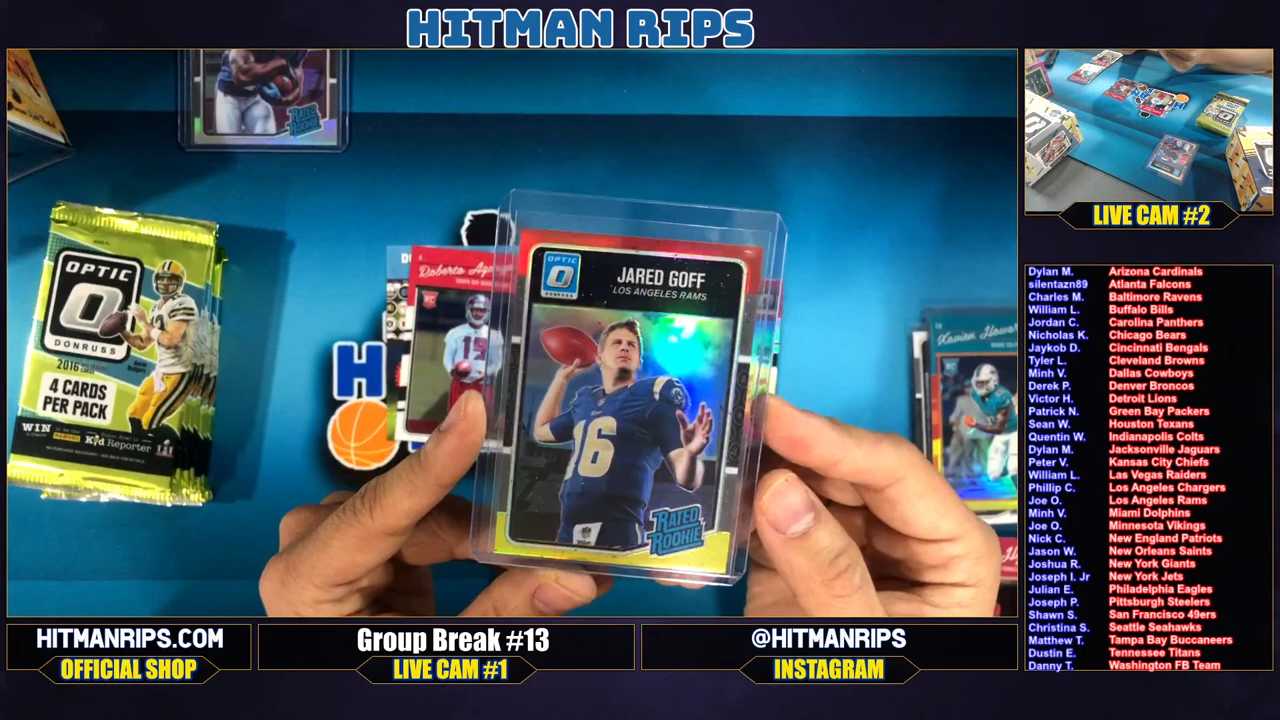 HITMAN RIPS
RATED
ROOKIE
OPTIC
DONRUSS
2016
4 CARDS
PER PACK
WIN
Kid Reporter
Roberto
RC
19
H
OPTIC
DONRUSS
JARED GOFF
LOS ANGELES RAMS
16
RATED
ROOKIE
Xavien
LIVE CAM #2
Dylan M. Arizona Cardinals
silentazn89 Atlanta Falcons
Charles M. Baltimore Ravens
William L. Buffalo Bills
Jordan C. Carolina Panthers
Nicholas K. Chicago Bears
Jaykob D. Cincinnati Bengals
Tyler L. Cleveland Browns
Minh V. Dallas Cowboys
Derek P. Denver Broncos
Victor H. Detroit Lions
Patrick N. Green Bay Packers
Sean W. Houston Texans
Quentin W. Indianapolis Colts
Dylan M. Jacksonville Jaguars
Peter V. Kansas City Chiefs
William L. Las Vegas Raiders
Phillip C. Los Angeles Chargers
Joe O. Los Angeles Rams
Minh V. Miami Dolphins
Joe O. Minnesota Vikings
Nick C. New England Patriots
Jason W. New Orleans Saints
Joshua R. New York Giants
Joseph I. Jr New York Jets
Julian E. Philadelphia Eagles
Joseph P. Pittsburgh Steelers
Shawn S. San Francisco 49ers
Christina S. Seattle Seahawks
Matthew T. Tampa Bay Buccaneers
Dustin E. Tennessee Titans
Danny T. Washington FB Team
HITMANRIPS.COM
OFFICIAL SHOP
Group Break #13
LIVE CAM #1
@HITMANRIPS
INSTAGRAM